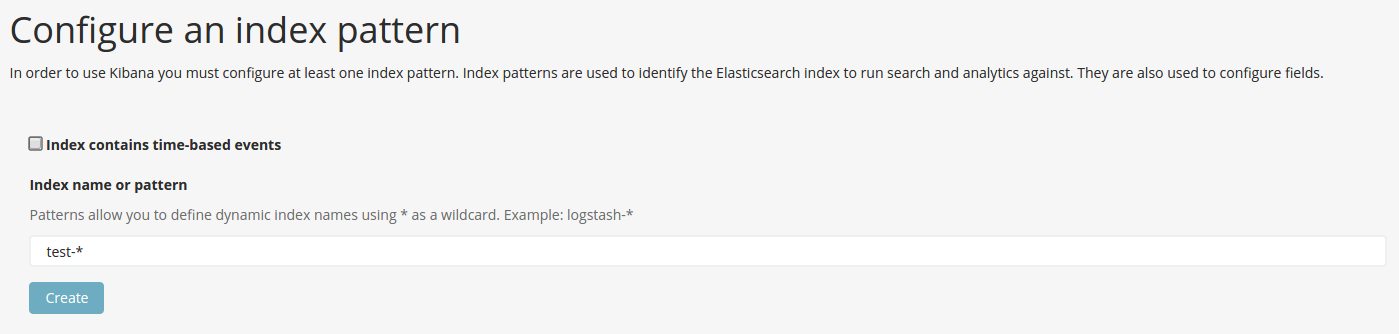 Configure an index pattern
In order to use Kibana you must configure at least one index pattern. Index patterns are used to identify the Elasticsearch index to run search and analytics against. They are also used to configure fields.
Index contains time-based events
Index name or pattern
Patterns allow you to define dynamic index names using * as a wildcard. Example: logstash-*
test-*
Create